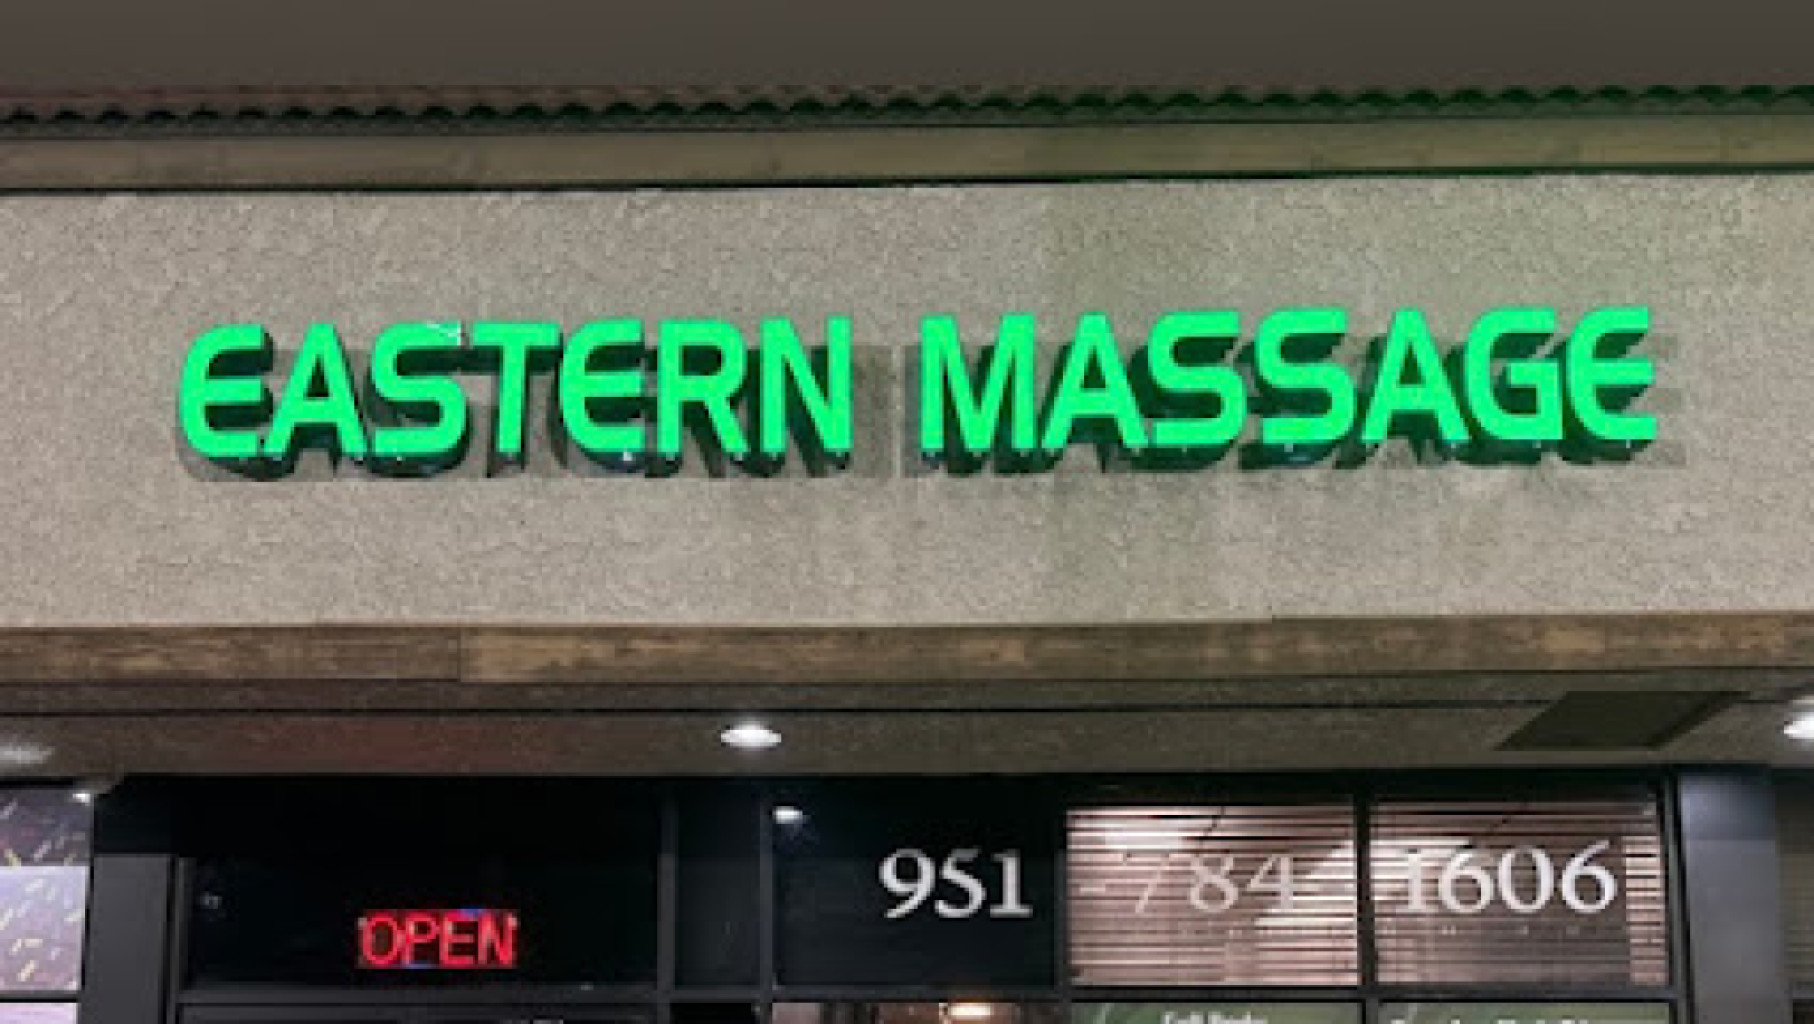 EASTERN MASSAGE
OPEN
951 - 784 - 1606